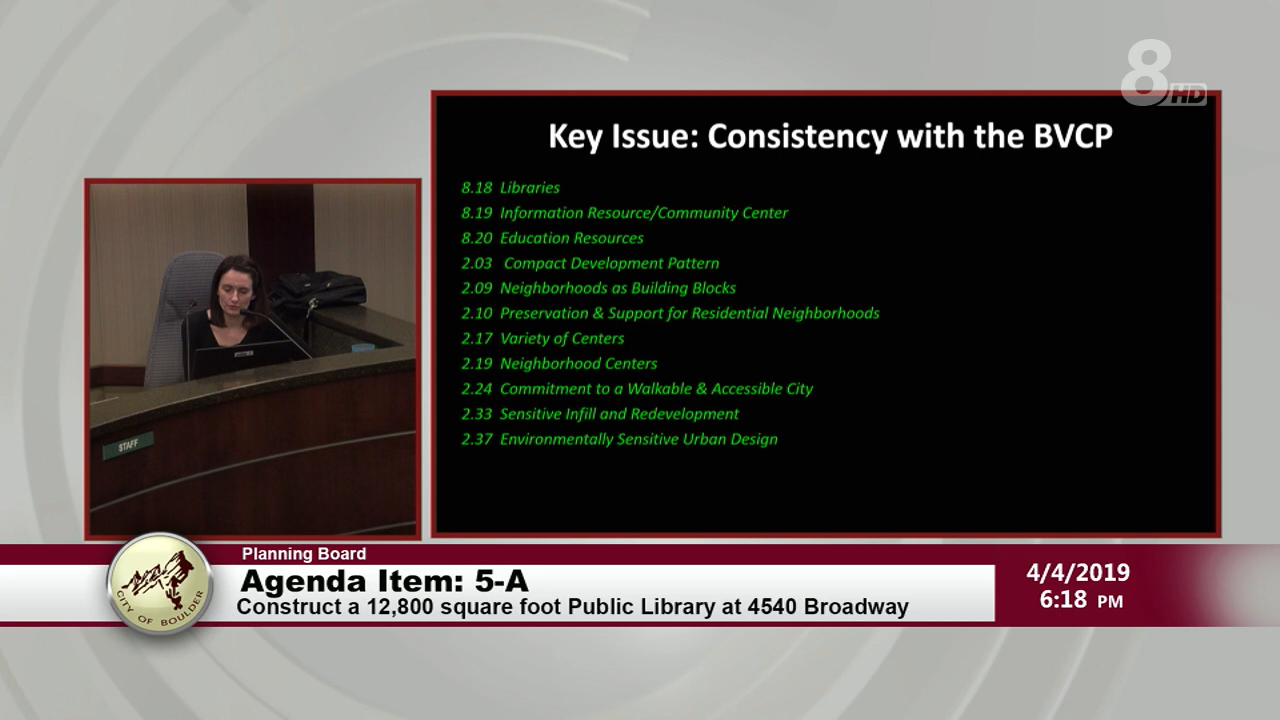 8HD
Key Issue: Consistency with the BVCP
8.18 Libraries
8.19 Information Resource/Community Center
8.20 Education Resources
2.03 Compact Development Pattern
2.09 Neighborhoods as Building Blocks
2.10 Preservation & Support for Residential Neighborhoods
2.17 Variety of Centers
2.19 Neighborhood Centers
2.24 Commitment to a Walkable & Accessible City
2.33 Sensitive Infill and Redevelopment
2.37 Environmentally Sensitive Urban Design
STAFF
Planning Board
Agenda Item: 5-A
Construct a 12,800 square foot Public Library at 4540 Broadway
4/4/2019
6:18 PM
CITY OF BOULDER